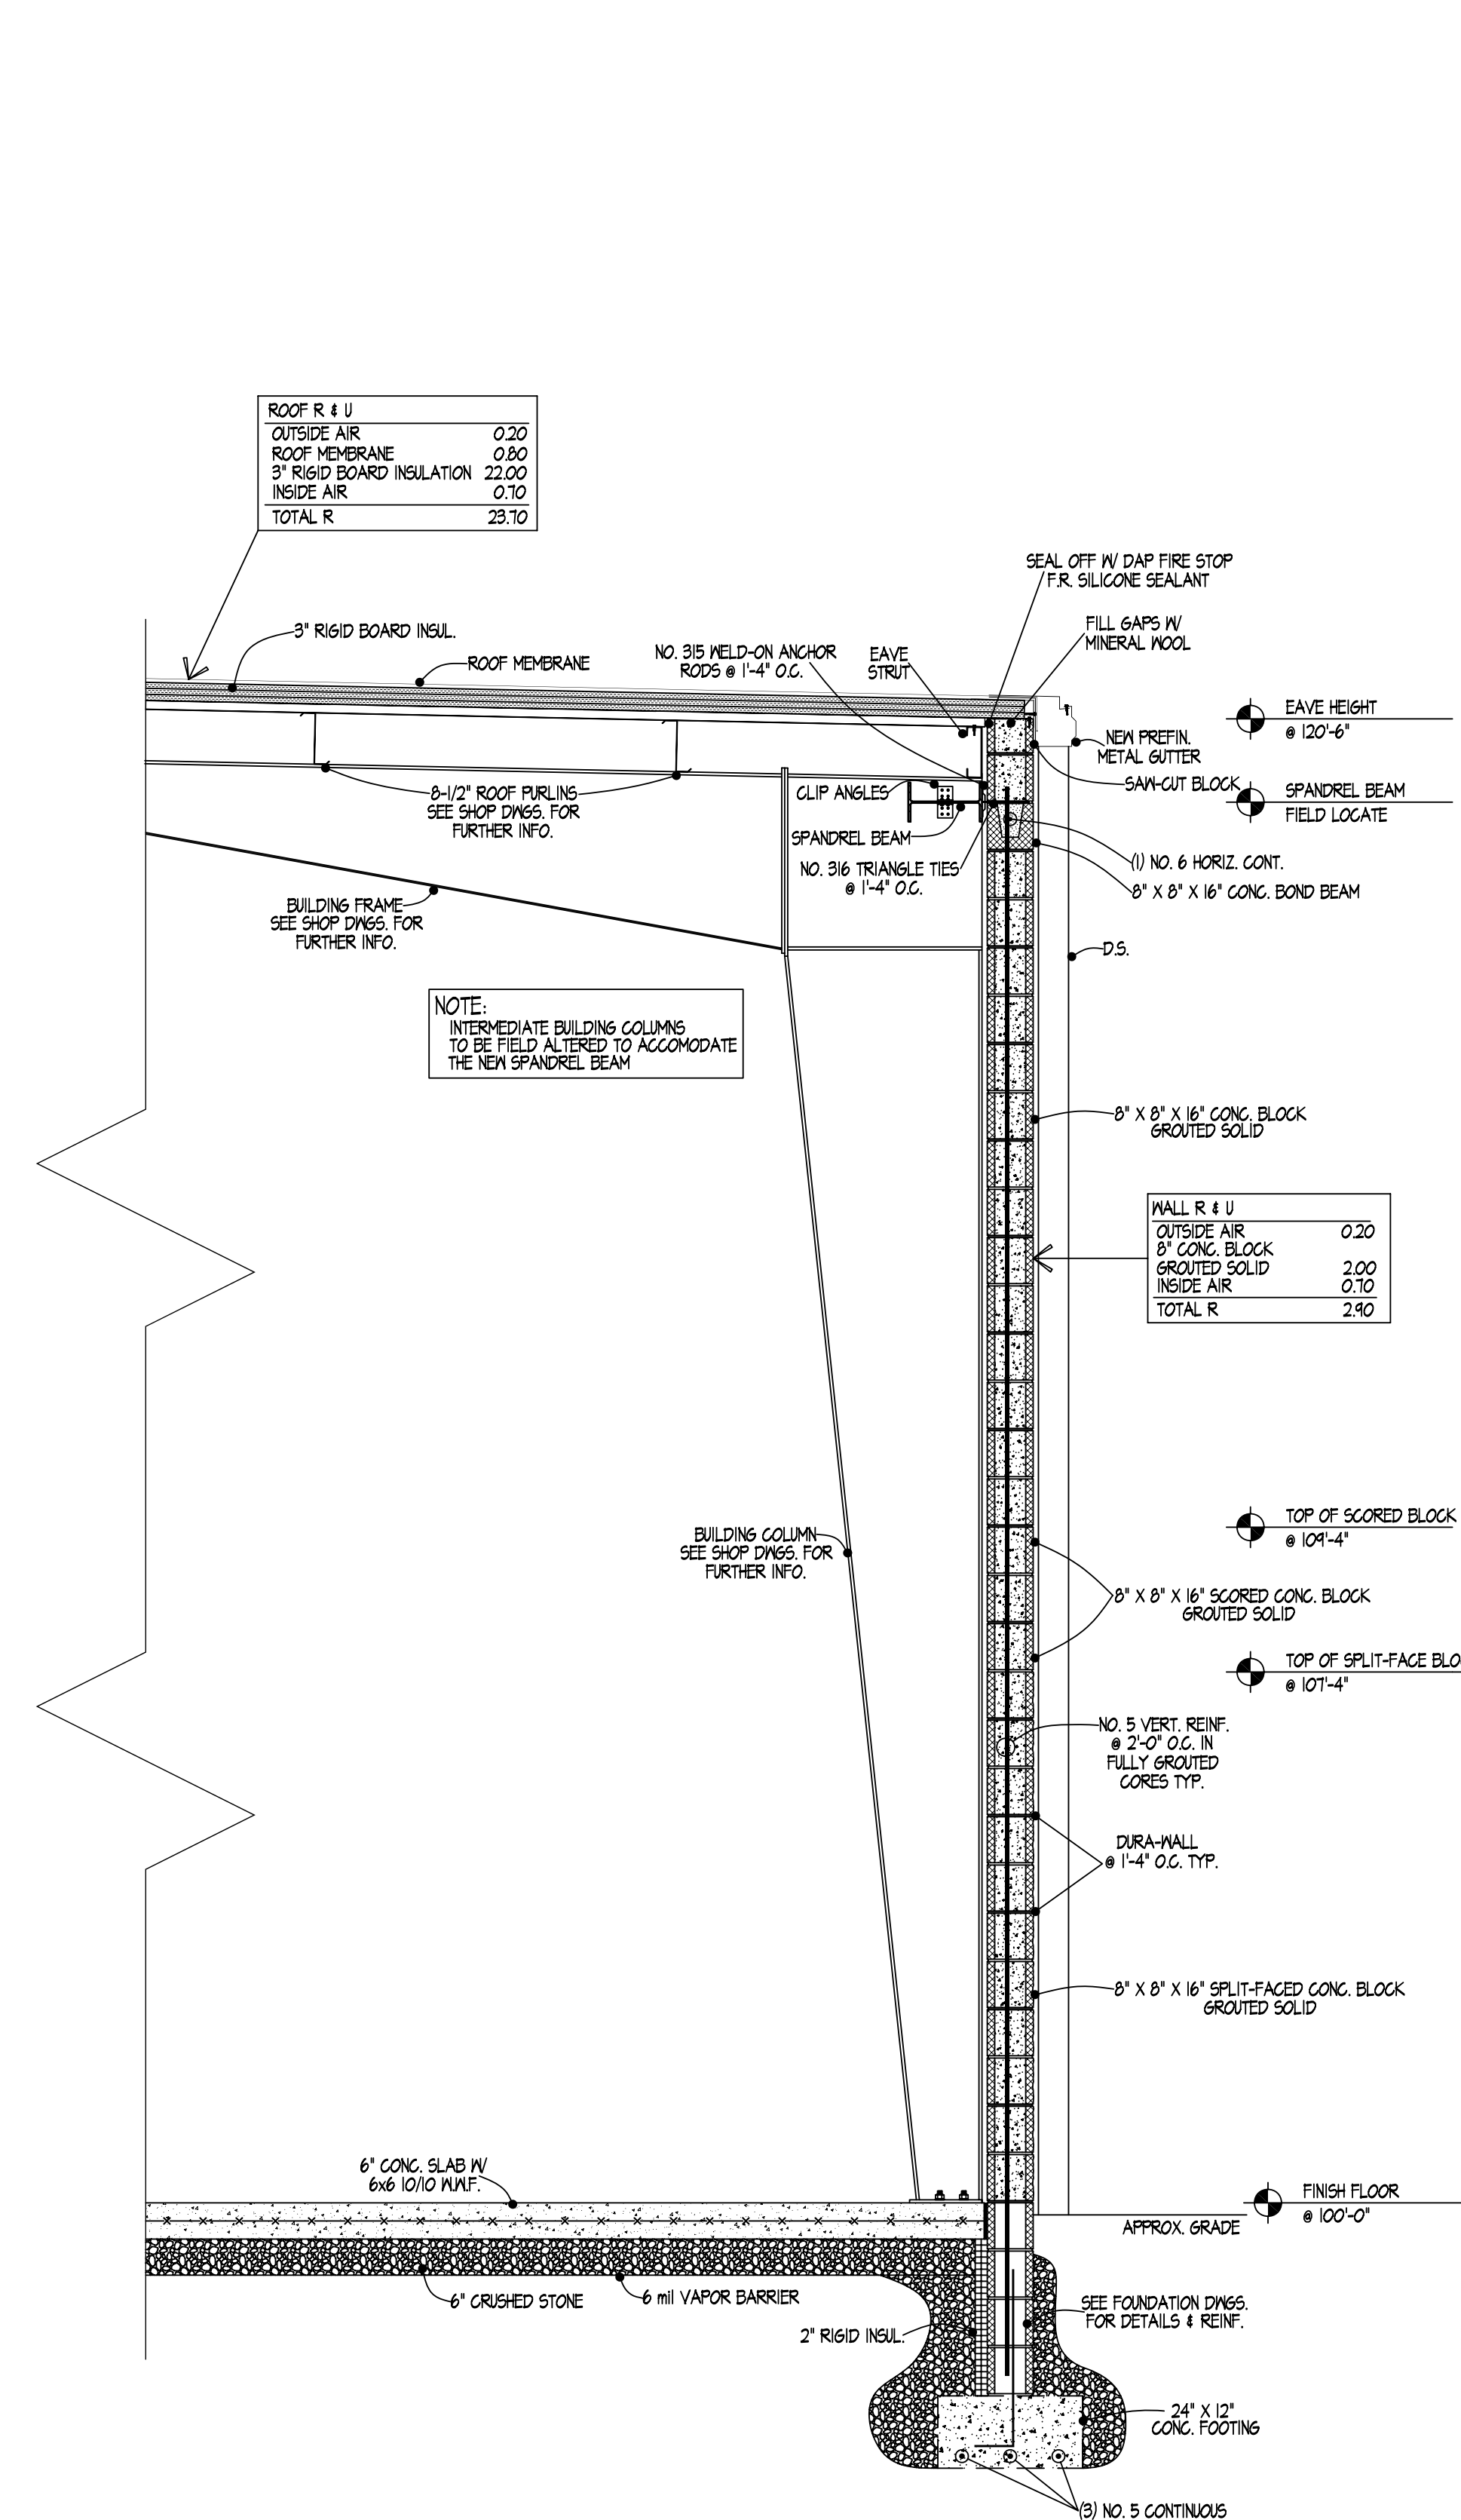 ROOF R & U
OUTSIDE AIR 0.20
ROOF MEMBRANE 0.80
3" RIGID BOARD INSULATION 22.00
INSIDE AIR 0.70
TOTAL R 23.70
SEAL OFF W/ DAP FIRE STOP
F.R. SILICONE SEALANT
FILL GAPS W/
MINERAL WOOL
3" RIGID BOARD INSUL.
ROOF MEMBRANE
NO. 315 WELD-ON ANCHOR
RODS @ 1'-4" O.C.
EAVE
STRUT
EAVE HEIGHT
@ 120'-6"
NEW PREFIN.
METAL GUTTER
SAW-CUT BLOCK
SPANDREL BEAM
FIELD LOCATE
8-1/2" ROOF PURLINS
SEE SHOP DWGS. FOR
FURTHER INFO.
CLIP ANGLES
SPANDREL BEAM
NO. 316 TRIANGLE TIES
@ 1'-4" O.C.
(1) NO. 6 HORIZ. CONT.
8" X 8" X 16" CONC. BOND BEAM
BUILDING FRAME
SEE SHOP DWGS. FOR
FURTHER INFO.
D.S.
NOTE:
INTERMEDIATE BUILDING COLUMNS
TO BE FIELD ALTERED TO ACCOMODATE
THE NEW SPANDREL BEAM
8" X 8" X 16" CONC. BLOCK
GROUTED SOLID
WALL R & U
OUTSIDE AIR 0.20
8" CONC. BLOCK
GROUTED SOLID 2.00
INSIDE AIR 0.70
TOTAL R 2.90
TOP OF SCORED BLOCK
@ 109'-4"
BUILDING COLUMN
SEE SHOP DWGS. FOR
FURTHER INFO.
8" X 8" X 16" SCORED CONC. BLOCK
GROUTED SOLID
TOP OF SPLIT-FACE BLO
@ 107'-4"
NO. 5 VERT. REINF.
@ 2'-0" O.C. IN
FULLY GROUTED
CORES TYP.
DURA-WALL
@ 1'-4" O.C. TYP.
8" X 8" X 16" SPLIT-FACED CONC. BLOCK
GROUTED SOLID
6" CONC. SLAB W/
6x6 10/10 W.W.F.
FINISH FLOOR
@ 100'-0"
APPROX. GRADE
6" CRUSHED STONE
6 mil VAPOR BARRIER
SEE FOUNDATION DWGS.
FOR DETAILS & REINF.
2" RIGID INSUL.
24" X 12"
CONC. FOOTING
(3) NO. 5 CONTINUOUS